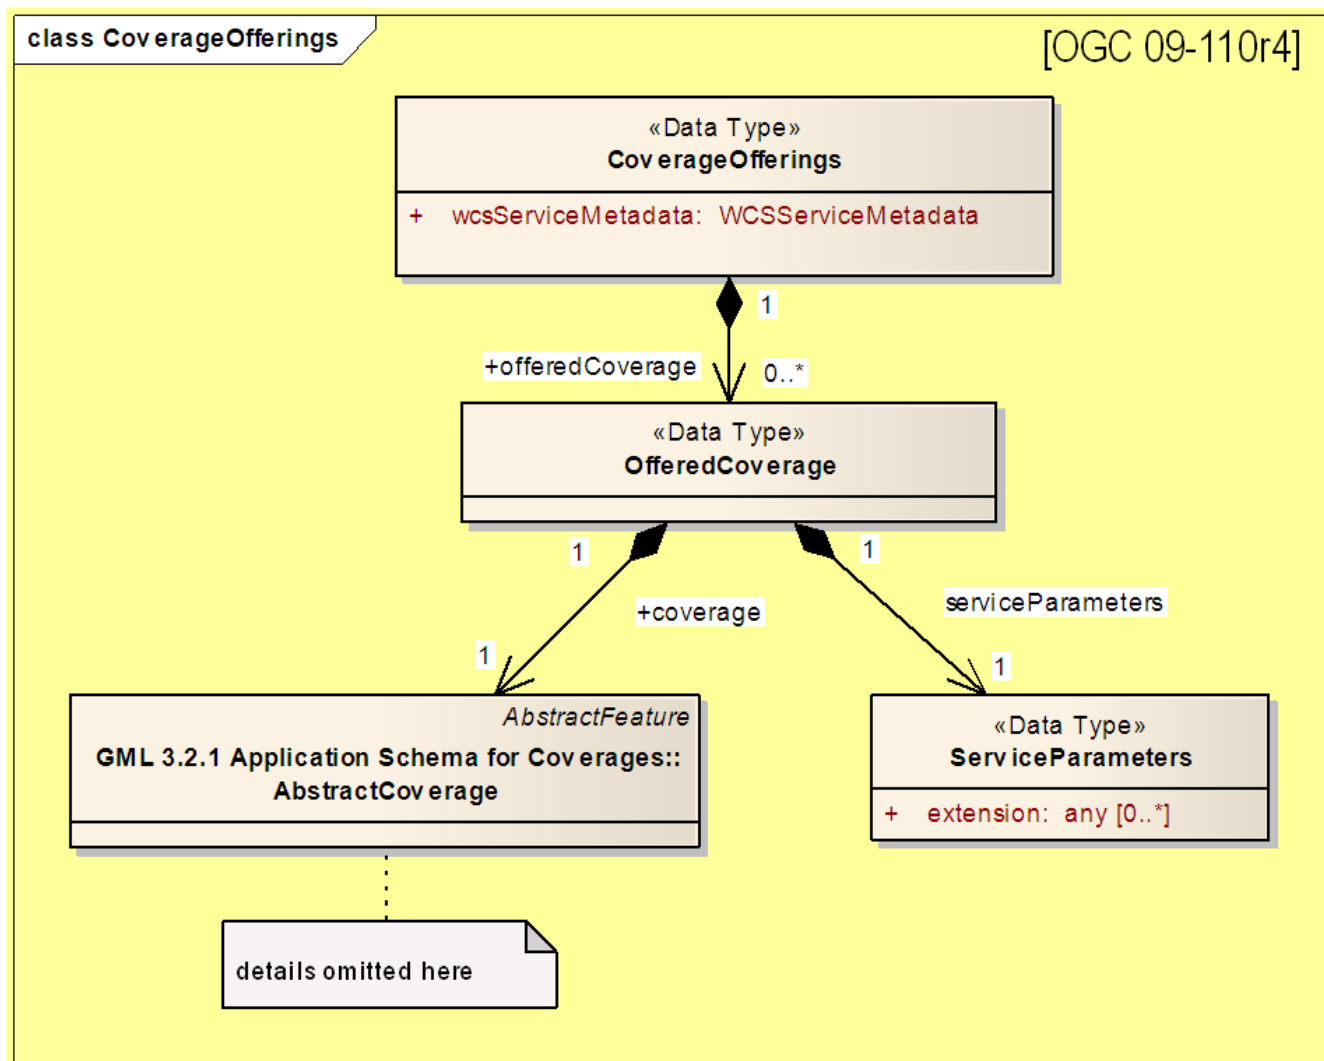 class CoverageOfferings
[OGC 09-110r4]
«Data Type»
CoverageOfferings
+ wcsServiceMetadata: WCSServiceMetadata
1
+offeredCoverage
0..*
«Data Type»
OfferedCoverage
1
1
+coverage
serviceParameters
1
1
AbstractFeature
GML 3.2.1 Application Schema for Coverages::
AbstractCoverage
«Data Type»
ServiceParameters
+ extension: any [0..*]
details omitted here